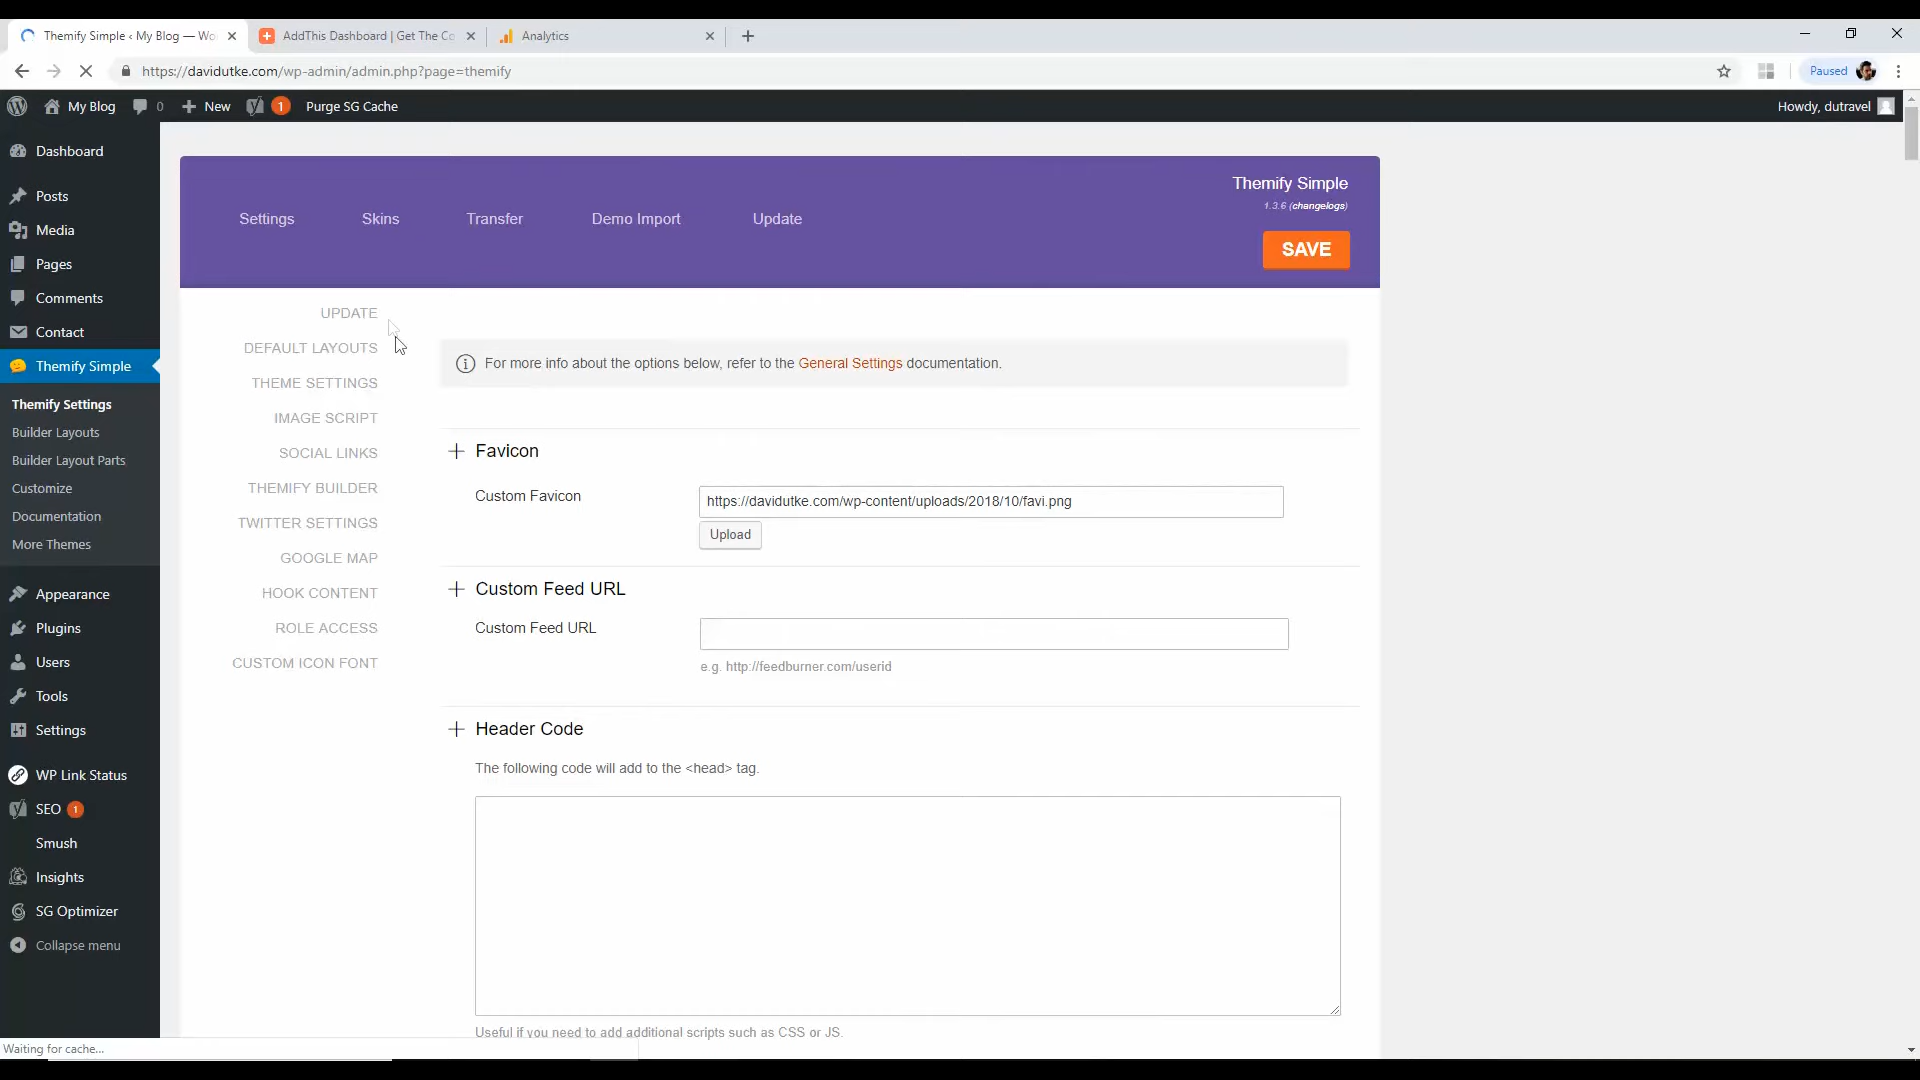 Themify Simple ‹ My Blog — Wo
AddThis Dashboard | Get The Co
Analytics
https://davidutke.com/wp-admin/admin.php?page=themify
Paused
My Blog
0
New
1
Purge SG Cache
Howdy, dutravel
Dashboard
Posts
Media
Pages
Comments
Contact
Themify Simple
Themify Settings
Builder Layouts
Builder Layout Parts
Customize
Documentation
More Themes
Appearance
Plugins
Users
Tools
Settings
WP Link Status
SEO 1
Smush
Insights
SG Optimizer
Collapse menu
Waiting for cache...
Settings
Skins
Transfer
Demo Import
Update
Themify Simple
1.3.6 (changelogs)
SAVE
UPDATE
DEFAULT LAYOUTS
THEME SETTINGS
IMAGE SCRIPT
SOCIAL LINKS
THEMIFY BUILDER
TWITTER SETTINGS
GOOGLE MAP
HOOK CONTENT
ROLE ACCESS
CUSTOM ICON FONT
For more info about the options below, refer to the General Settings documentation.
Favicon
Custom Favicon
https://davidutke.com/wp-content/uploads/2018/10/favi.png
Upload
Custom Feed URL
Custom Feed URL
e.g. http://feedburner.com/userid
Header Code
The following code will add to the <head> tag.
Useful if you need to add additional scripts such as CSS or JS.